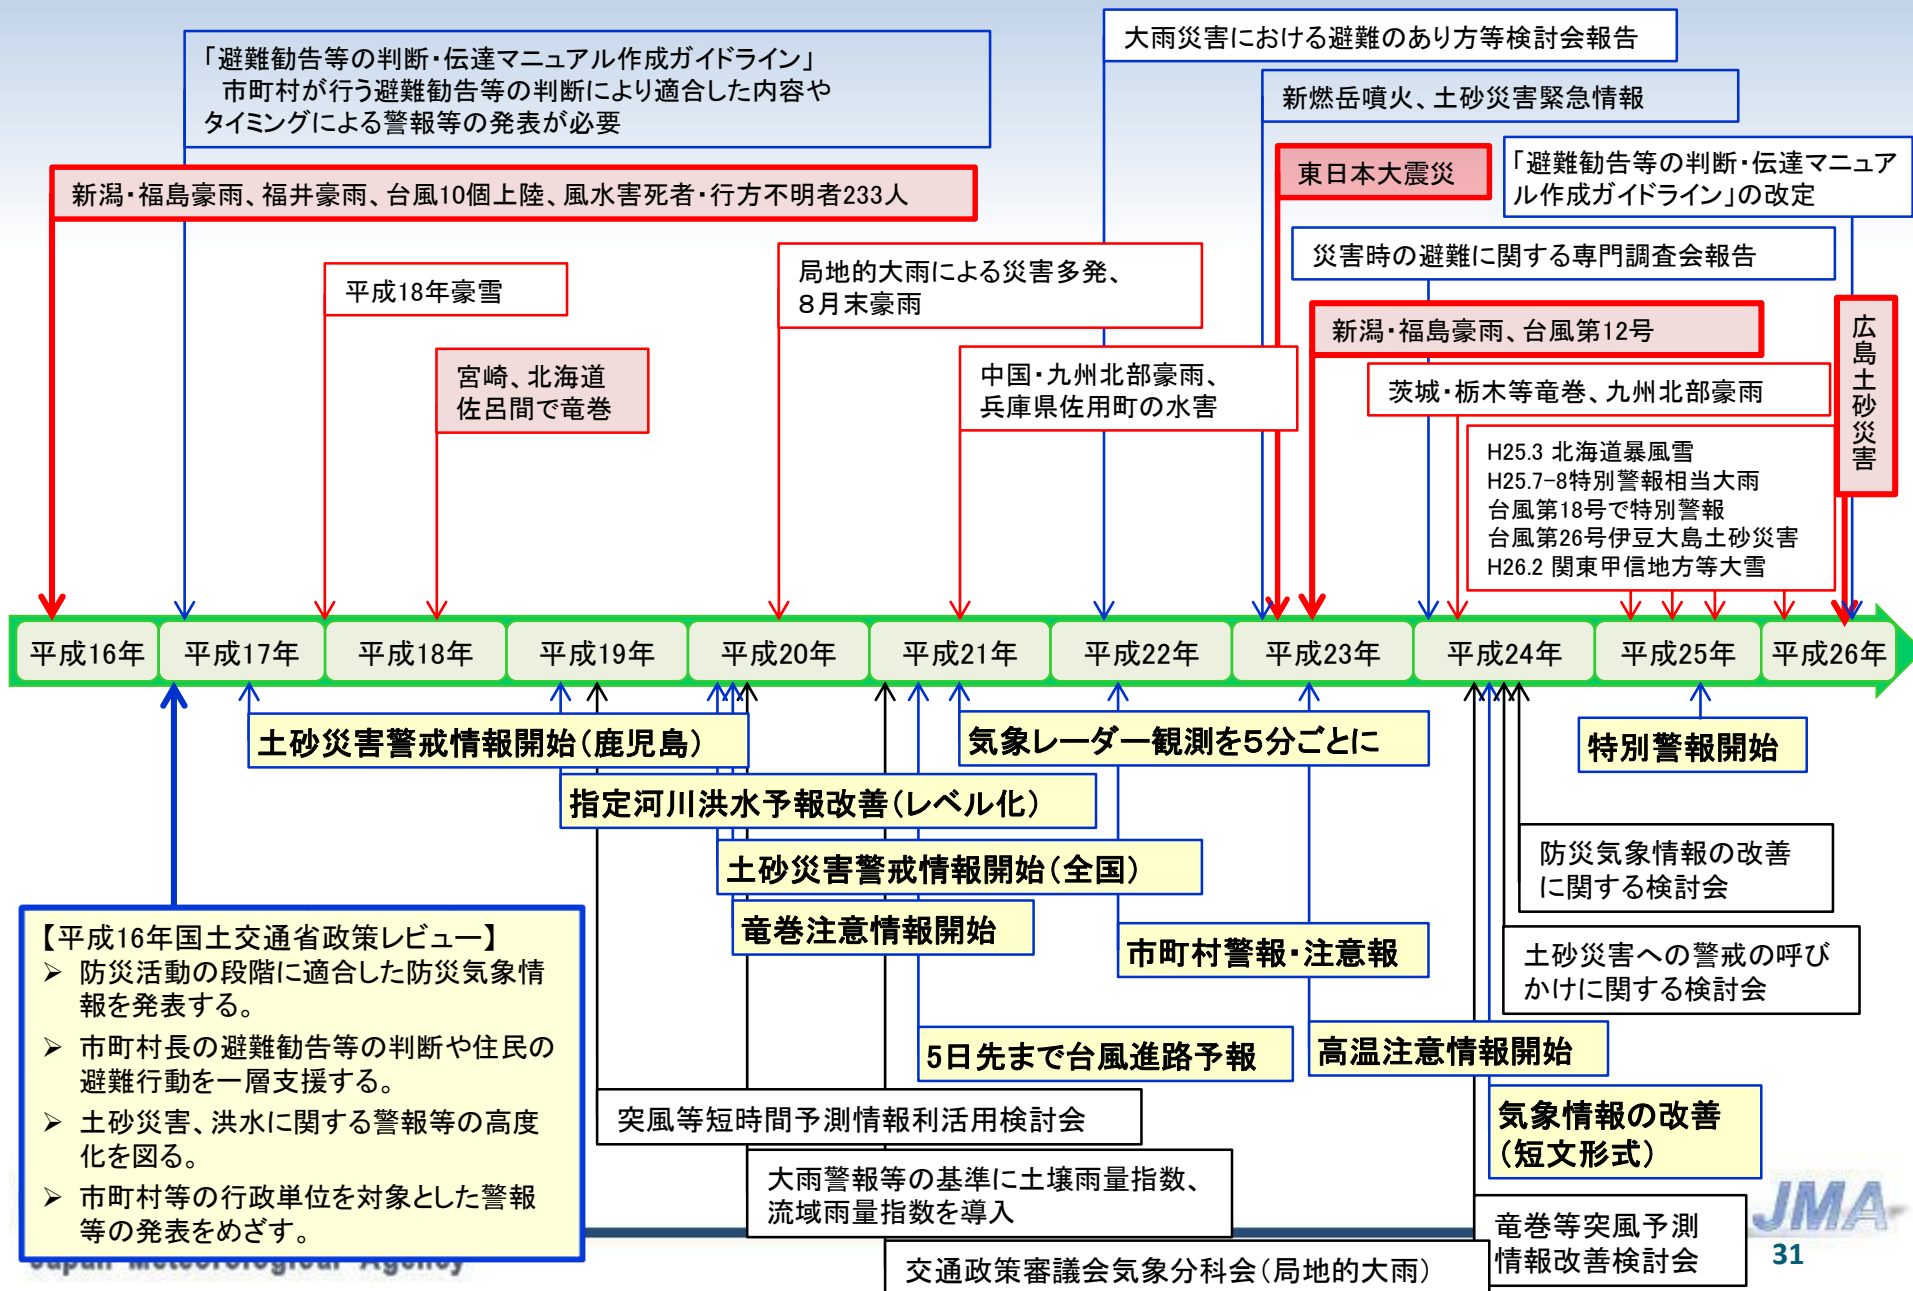 大雨災害における避難のあり方等検討会報告
「避難勧告等の判断・伝達マニュアル作成ガイドライン」
市町村が行う避難勧告等の判断により適合した内容や
タイミングによる警報等の発表が必要
新燃岳噴火、土砂災害緊急情報
東日本大震災
「避難勧告等の判断・伝達マニュア
ル作成ガイドライン」の改定
新潟・福島豪雨、福井豪雨、台風10個上陸、風水害死者・行方不明者233人
災害時の避難に関する専門調査会報告
平成18年豪雪
局地的大雨による災害多発、
8月末豪雨
新潟・福島豪雨、台風第12号
広島土砂災害
宮崎、北海道
佐呂間で竜巻
中国・九州北部豪雨、
兵庫県佐用町の水害
茨城・栃木等竜巻、九州北部豪雨
H25.3 北海道暴風雪
H25.7-8特別警報相当大雨
台風第18号で特別警報
台風第26号伊豆大島土砂災害
H26.2 関東甲信地方等大雪
平成16年
平成17年
平成18年
平成19年
平成20年
平成21年
平成22年
平成23年
平成24年
平成25年
平成26年
土砂災害警戒情報開始(鹿児島)
気象レーダー観測を5分ごとに
特別警報開始
指定河川洪水予報改善(レベル化)
土砂災害警戒情報開始(全国)
防災気象情報の改善
に関する検討会
竜巻注意情報開始
市町村警報・注意報
土砂災害への警戒の呼び
かけに関する検討会
【平成16年国土交通省政策レビュー】
➢ 防災活動の段階に適合した防災気象情
報を発表する。
➢ 市町村長の避難勧告等の判断や住民の
避難行動を一層支援する。
➢ 土砂災害、洪水に関する警報等の高度
化を図る。
➢ 市町村等の行政単位を対象とした警報
等の発表をめざす。
5日先まで台風進路予報
高温注意情報開始
突風等短時間予測情報利活用検討会
気象情報の改善
(短文形式)
大雨警報等の基準に土壌雨量指数、
流域雨量指数を導入
竜巻等突風予測
情報改善検討会
交通政策審議会気象分科会(局地的大雨)
JMA
31
Japan Meteorological Agency